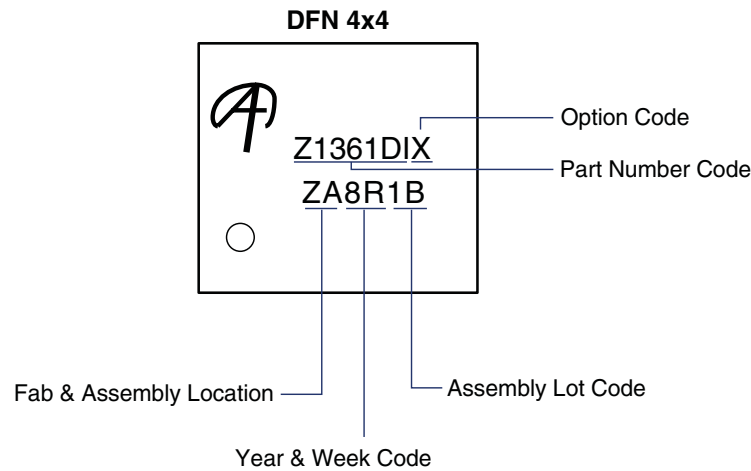 DFN 4x4
Z1361DIX
Option Code
Part Number Code
ZA8R1B
Fab & Assembly Location
Assembly Lot Code
Year & Week Code